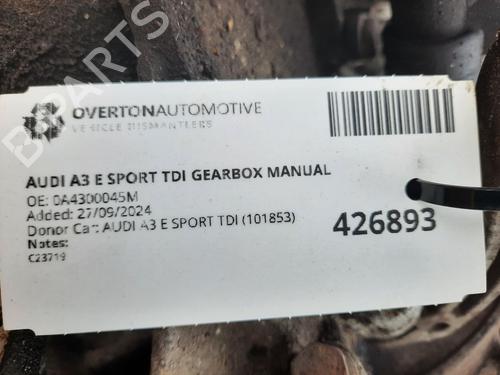 OVERTONAUTOMOTIVE
VEHICLE DISMANTLERS
AUDI A3 E SPORT TDI GEARBOX MANUAL
OE: 0A4300045M
Added: 27/09/2024
Donor Car: AUDI A3 E SPORT TDI (101853)
Notes:
C23719
426893
B-PARTS